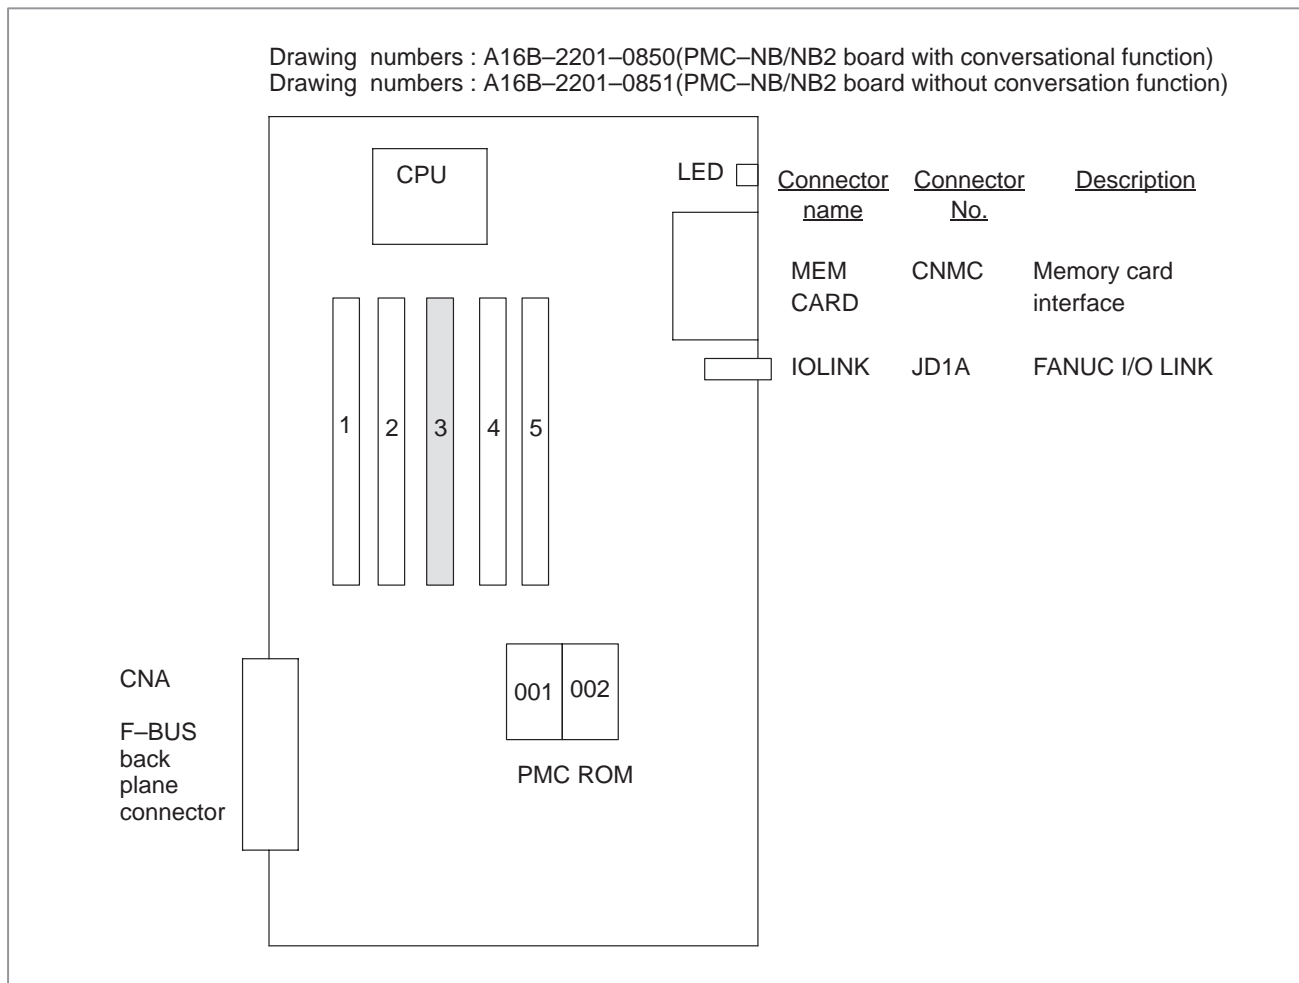 Drawing numbers : A16B–2201–0850(PMC–NB/NB2 board with conversational function)
Drawing numbers : A16B–2201–0851(PMC–NB/NB2 board without conversation function)
CPU
LED
Connector name
Connector No.
Description
MEM CARD
CNMC
Memory card interface
IOLINK
JD1A
FANUC I/O LINK
1
2
3
4
5
CNA
F–BUS
back
plane
connector
001
002
PMC ROM